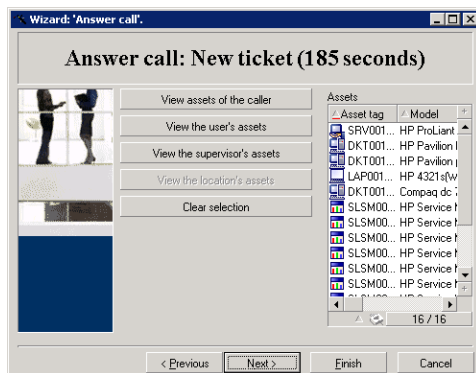 Wizard: 'Answer call'.
Answer call: New ticket (185 seconds)
View assets of the caller
View the user's assets
View the supervisor's assets
View the location's assets
Clear selection
Assets
Asset tag Model
SRV001... HP ProLiant
DKT001... HP Pavilion
DKT001... HP Pavilion
LAP001... HP 4321s(W
DKT001... Compaq dc 7
SLSM00... HP Service
SLSM00... HP Service
SLSM00... HP Service
SLSM00... HP Service
16 / 16
< Previous Next > Finish Cancel